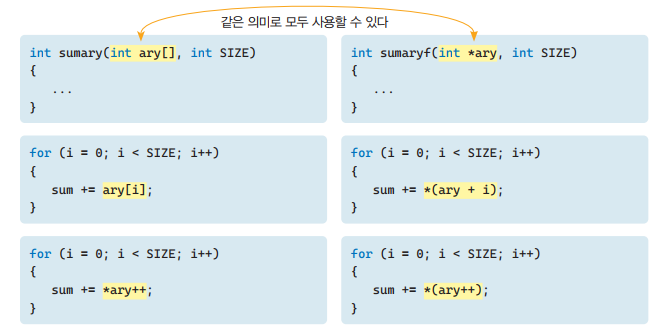 같은 의미로 모두 사용할 수 있다
int sumary(int ary[], int SIZE)
{
...
}
int sumaryf(int *ary, int SIZE)
{
...
}
for (i = 0; i < SIZE; i++)
{
sum += ary[i];
}
for (i = 0; i < SIZE; i++)
{
sum += *(ary + i);
}
for (i = 0; i < SIZE; i++)
{
sum += *ary++;
}
for (i = 0; i < SIZE; i++)
{
sum += *(ary++);
}